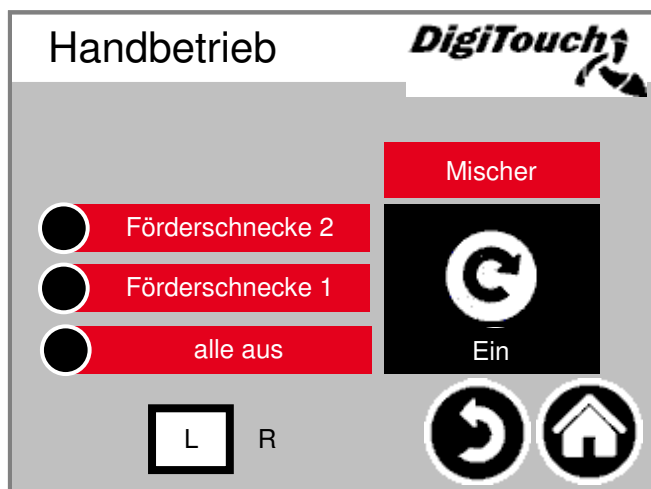 Handbetrieb
DigiTouch
Mischer
Förderschnecke 2
Förderschnecke 1
alle aus
Ein
L R